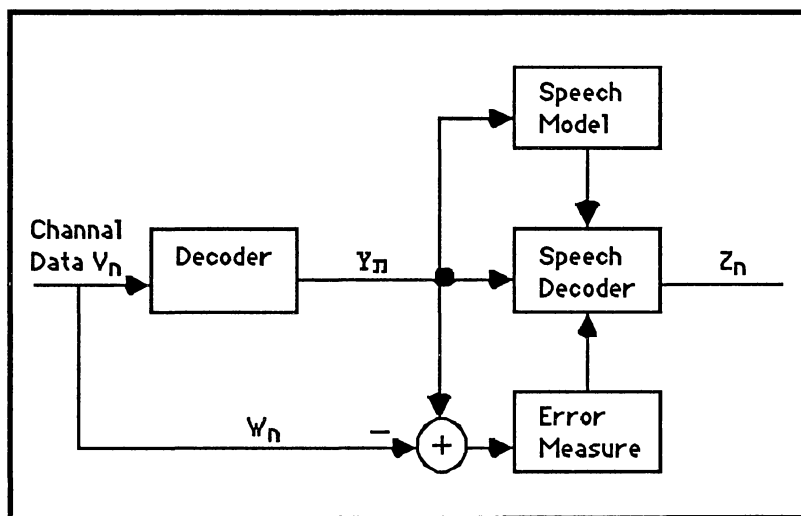 Speech
Model
Channal
Data Vn
Decoder
Yn
Speech
Decoder
Zn
Wn
−
+
Error
Measure